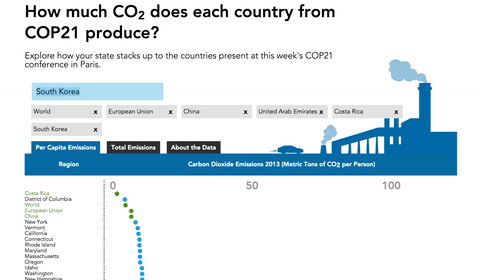 How much CO₂ does each country from
COP21 produce?
Explore how your state stacks up to the countries present at this week's COP21
conference in Paris.
South Korea
World x European Union x China x United Arab Emirates x Costa Rica x
South Korea x
Per Capita Emissions Total Emissions About the Data
Region Carbon Dioxide Emissions 2013 (Metric Tons of CO₂ per Person)
0 50 100
Costa Rica
District of Columbia
World
European Union
China
New York
Vermont
California
Connecticut
Rhode Island
Maryland
Massachusetts
Oregon
Idaho
Washington
New Hampshire